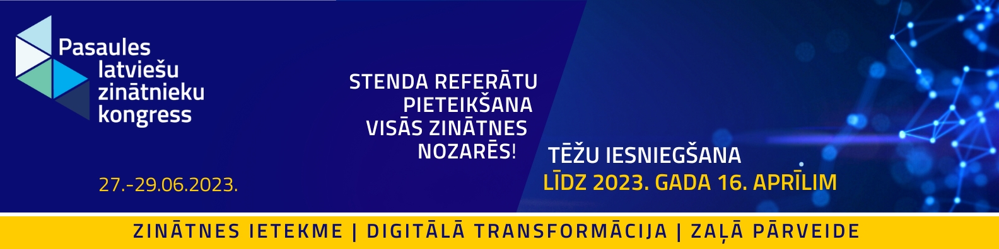 Pasaules
latviešu
zinātnieku
kongress
27.-29.06.2023.
STENDA REFERĀTU
PIETEIKŠANA
VISĀS ZINĀTNES
NOZARĒS!
TĒŽU IESNIEGŠANA
LĪDZ 2023. GADA 16. APRĪLIM
ZINĀTNES IETEKME | DIGITĀLĀ TRANSFORMĀCIJA | ZAĻĀ PĀRVEIDE